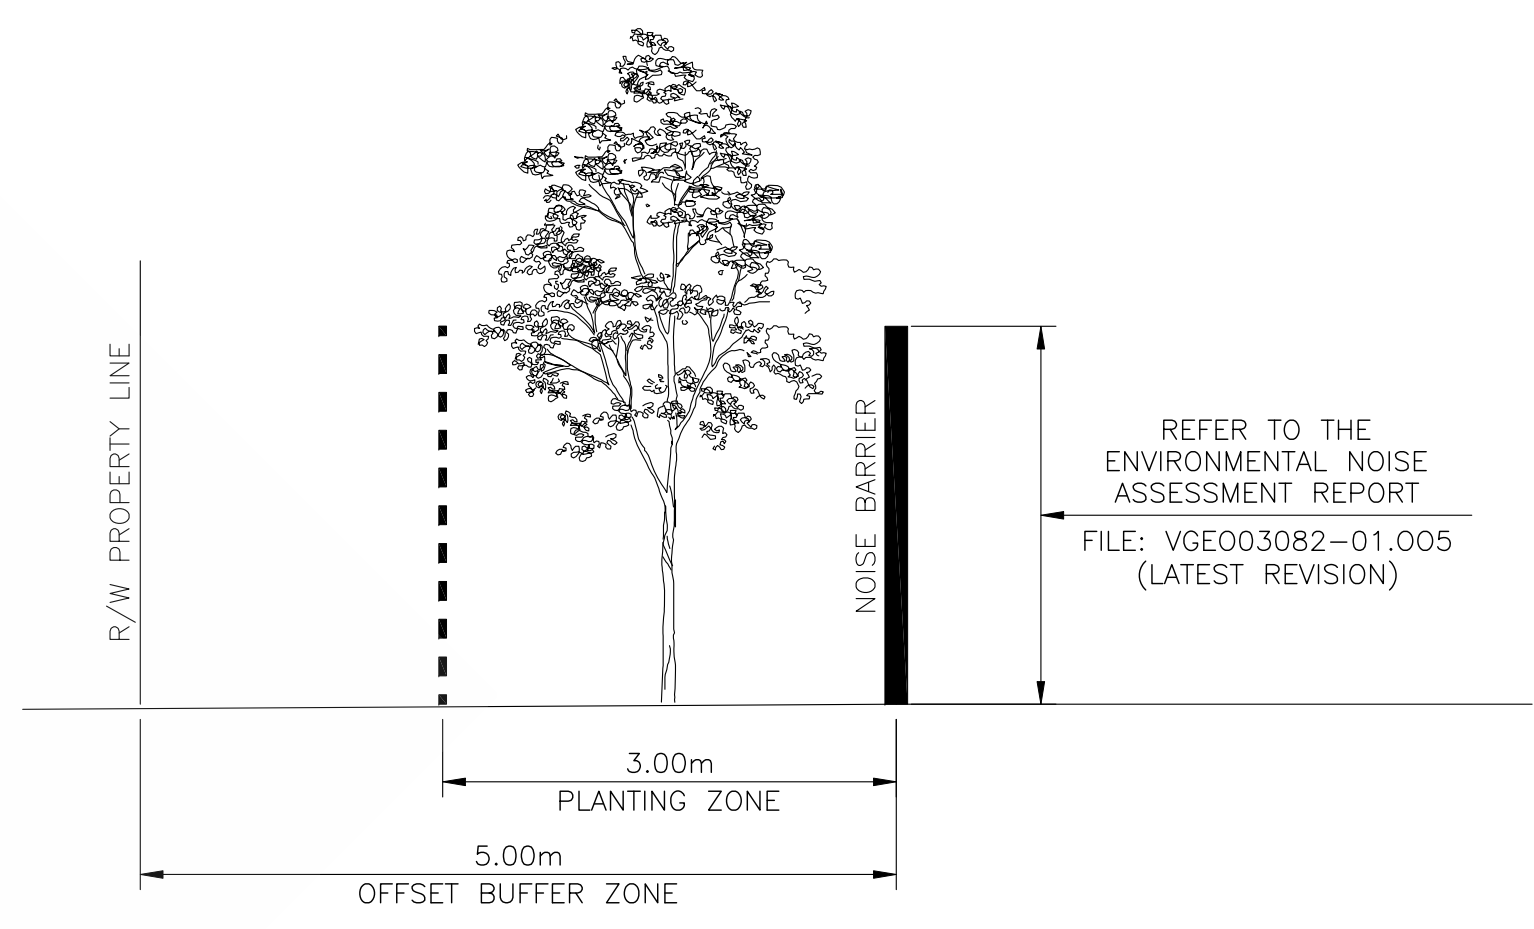 R/W PROPERTY LINE
NOISE BARRIER
REFER TO THE
ENVIRONMENTAL NOISE
ASSESSMENT REPORT
FILE: VGEO03082-01.005
(LATEST REVISION)
3.00m
PLANTING ZONE
5.00m
OFFSET BUFFER ZONE